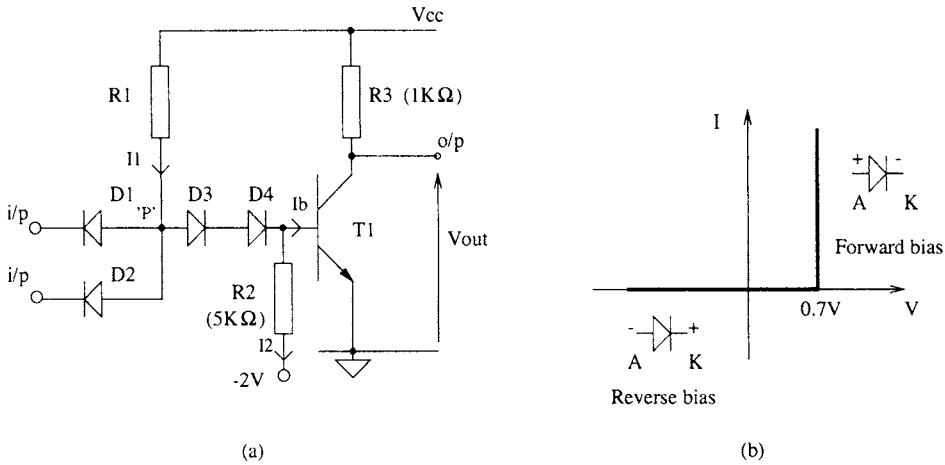 Vcc
R1
R3 (1KΩ)
I1
o/p
D1
'P'
D3
D4
Ib
i/p
T1
Vout
i/p
D2
R2
(5KΩ)
I2
-2V
(a)
I
+ -
A K
Forward bias
0.7V
V
- +
A K
Reverse bias
(b)